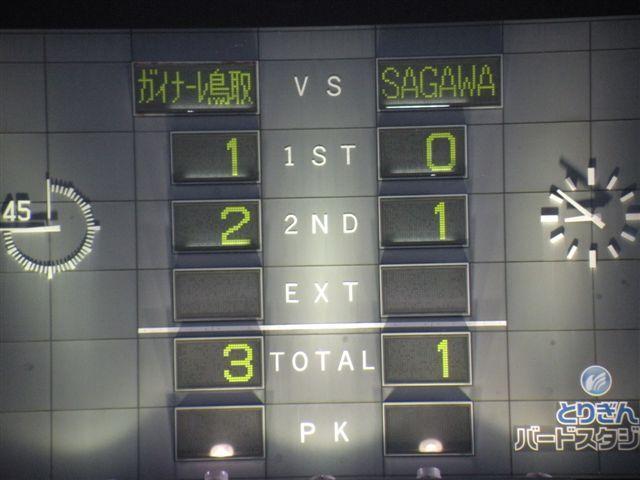 ガイナーレ鳥取 VS SAGAWA
1 1ST 0
45
2 2ND 1
EXT
3 TOTAL 1
PK
とりぎん
バードスタジ